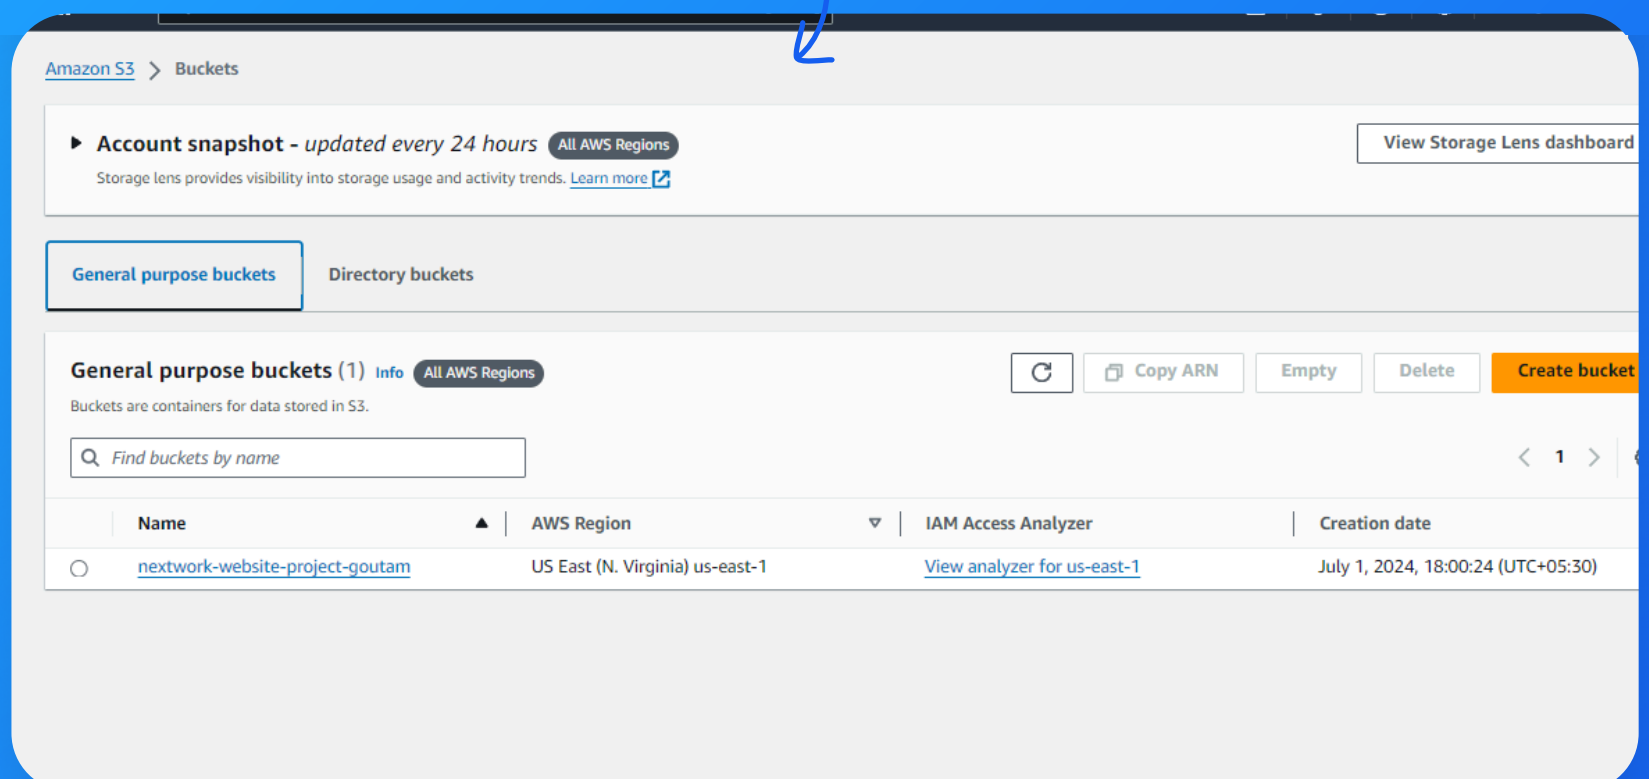 Amazon S3 > Buckets
Account snapshot - updated every 24 hours All AWS Regions
View Storage Lens dashboard
Storage lens provides visibility into storage usage and activity trends. Learn more
General purpose buckets Directory buckets
General purpose buckets (1) Info All AWS Regions
Copy ARN Empty Delete Create bucket
Buckets are containers for data stored in S3.
Find buckets by name
1
Name AWS Region IAM Access Analyzer Creation date
nextwork-website-project-goutam US East (N. Virginia) us-east-1 View analyzer for us-east-1 July 1, 2024, 18:00:24 (UTC+05:30)